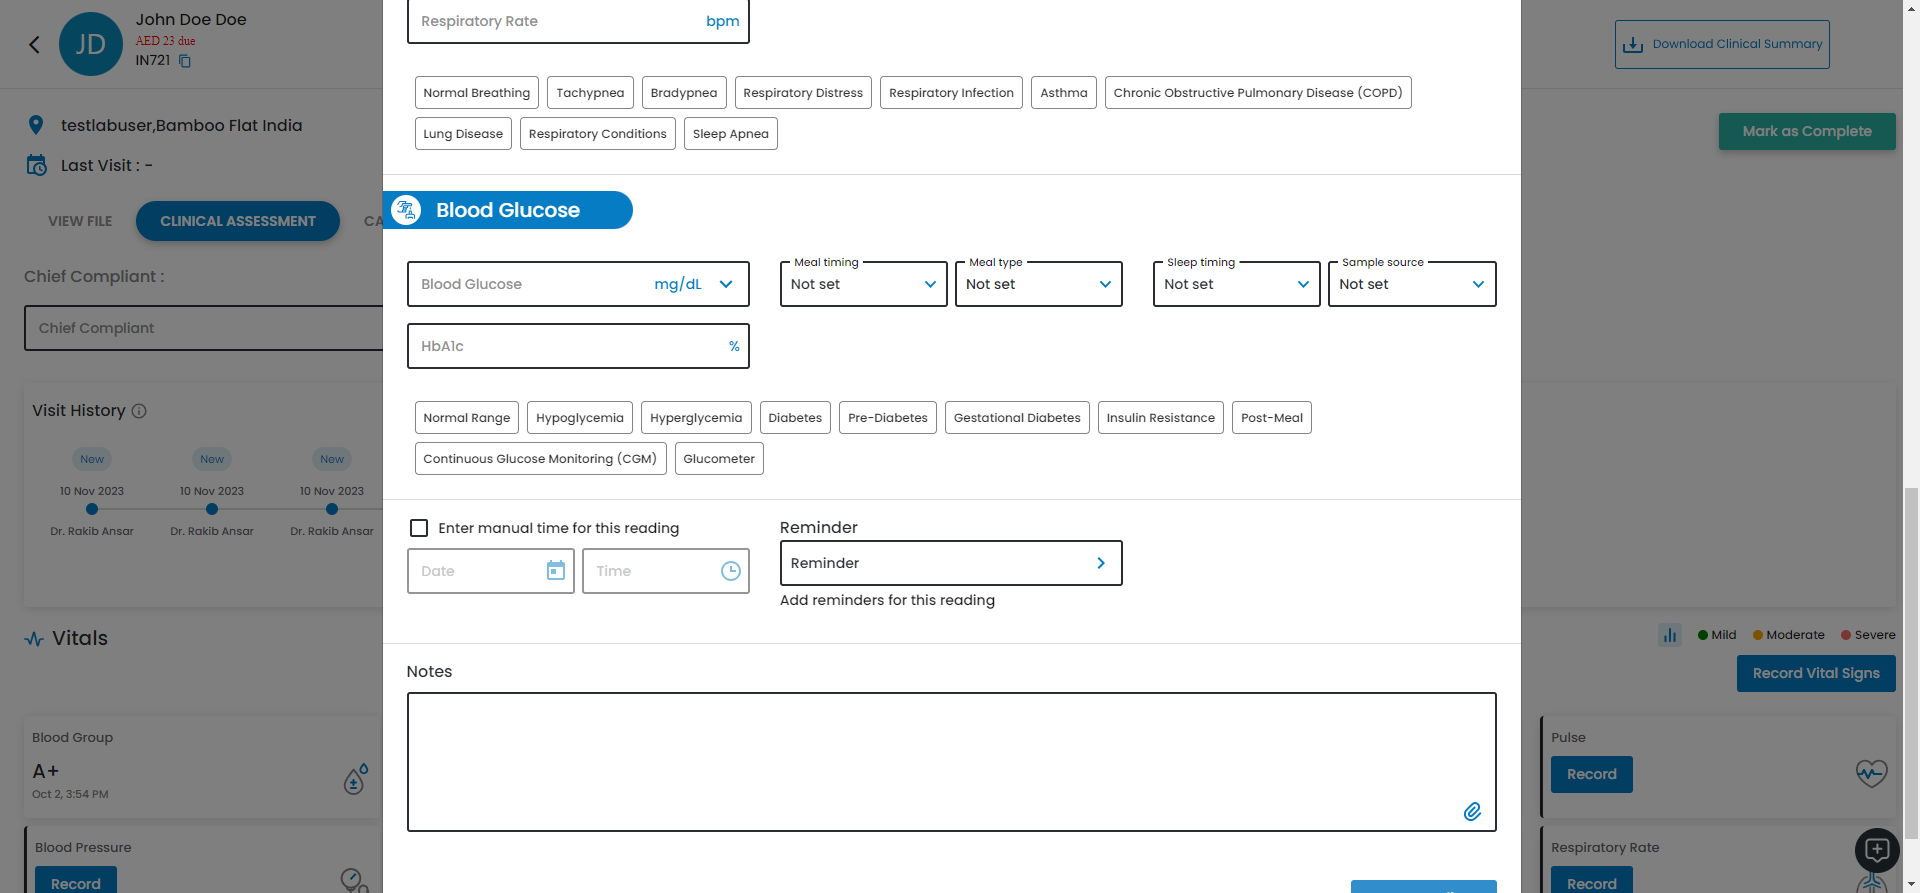 JD
John Doe Doe
AED 23 due
IN721
Download Clinical Summary
testlabuser,Bamboo Flat India
Last Visit : -
Mark as Complete
VIEW FILE
CLINICAL ASSESSMENT
CA
Chief Compliant :
Chief Compliant
Visit History
New
New
New
10 Nov 2023
10 Nov 2023
10 Nov 2023
Dr. Rakib Ansar
Dr. Rakib Ansar
Dr. Rakib Ansar
Vitals
Blood Group
A+
Oct 2, 3:54 PM
Blood Pressure
Record
Respiratory Rate bpm
Normal Breathing Tachypnea Bradypnea Respiratory Distress Respiratory Infection Asthma Chronic Obstructive Pulmonary Disease (COPD)
Lung Disease Respiratory Conditions Sleep Apnea
Blood Glucose
Meal timing Meal type Sleep timing Sample source
Blood Glucose mg/dL Not set Not set Not set Not set
HbA1c %
Normal Range Hypoglycemia Hyperglycemia Diabetes Pre-Diabetes Gestational Diabetes Insulin Resistance Post-Meal
Continuous Glucose Monitoring (CGM) Glucometer
Enter manual time for this reading
Date Time
Reminder
Reminder
Add reminders for this reading
Notes
Mild Moderate Severe
Record Vital Signs
Pulse
Record
Respiratory Rate
Record